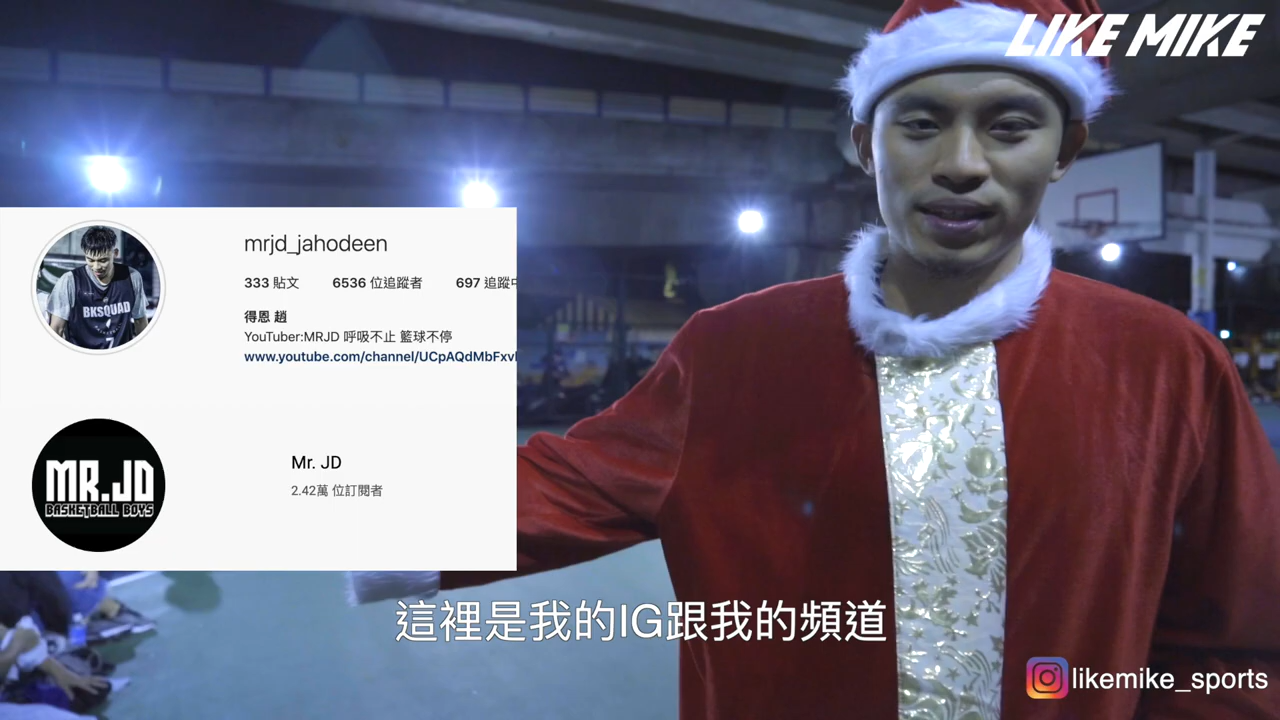 LIKE MIKE
mrjd_jahodeen
333 貼文 6536 位追蹤者 697 追蹤中
得恩 趙
YouTuber:MRJD 呼吸不止 籃球不停
www.youtube.com/channel/UCpAQdMbFxv
BKSQUAD
7
MR.JD
BASKETBALL BOYS
Mr. JD
2.42萬 位訂閱者
這裡是我的IG跟我的頻道
likemike_sports